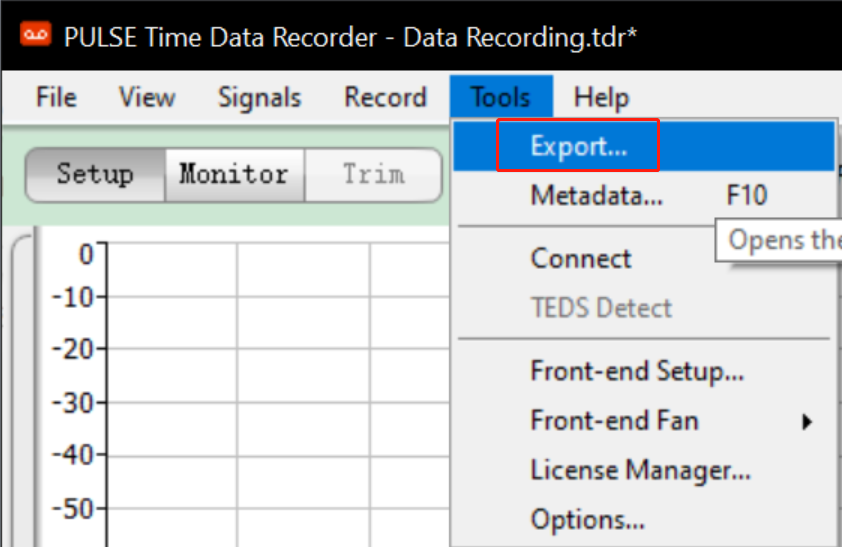 PULSE Time Data Recorder - Data Recording.tdr*
File View Signals Record Tools Help
Setup Monitor Trim
Export...
Metadata... F10
Opens the
Connect
TEDS Detect
Front-end Setup...
Front-end Fan
License Manager...
Options...
0
-10
-20
-30
-40
-50